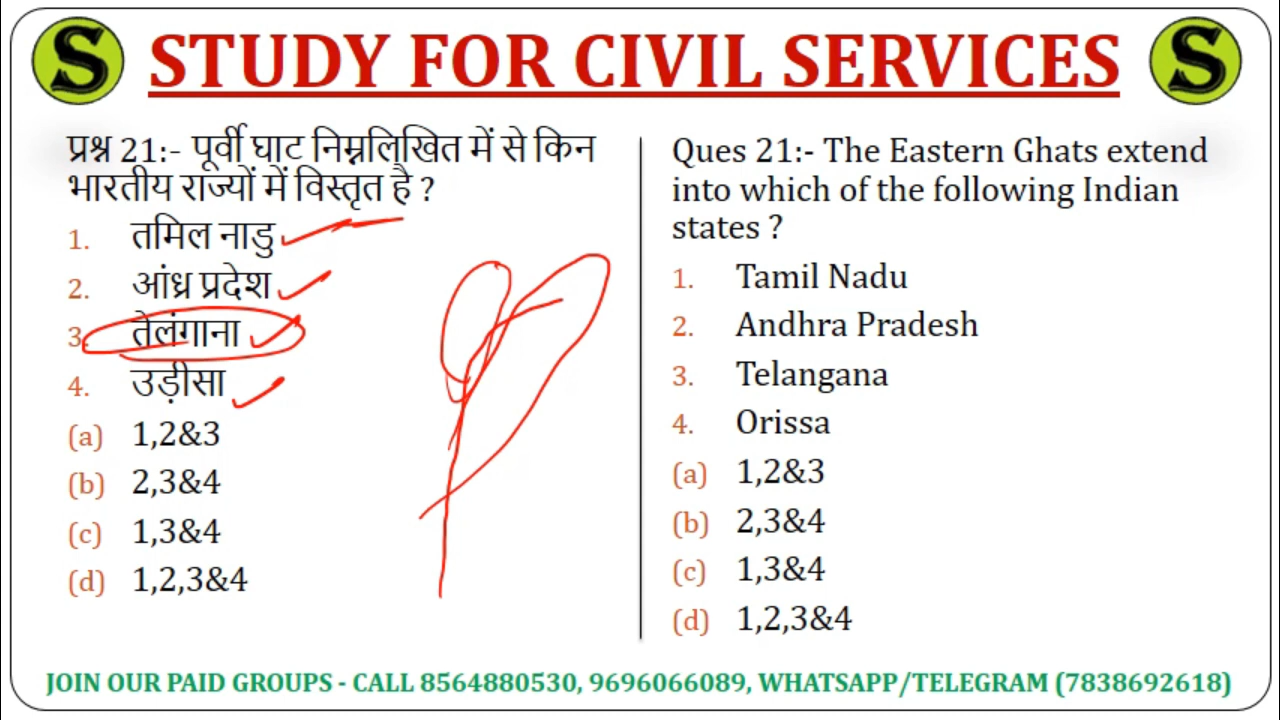 S STUDY FOR CIVIL SERVICES S
प्रश्न 21:- पूर्वी घाट निम्नलिखित में से किन
भारतीय राज्यों में विस्तृत है ?
1. तमिल नाडु
2. आंध्र प्रदेश
3. तेलंगाना
4. उड़ीसा
(a) 1,2&3
(b) 2,3&4
(c) 1,3&4
(d) 1,2,3&4
Ques 21:- The Eastern Ghats extend
into which of the following Indian
states ?
1. Tamil Nadu
2. Andhra Pradesh
3. Telangana
4. Orissa
(a) 1,2&3
(b) 2,3&4
(c) 1,3&4
(d) 1,2,3&4
JOIN OUR PAID GROUPS - CALL 8564880530, 9696066089, WHATSAPP/TELEGRAM (7838692618)